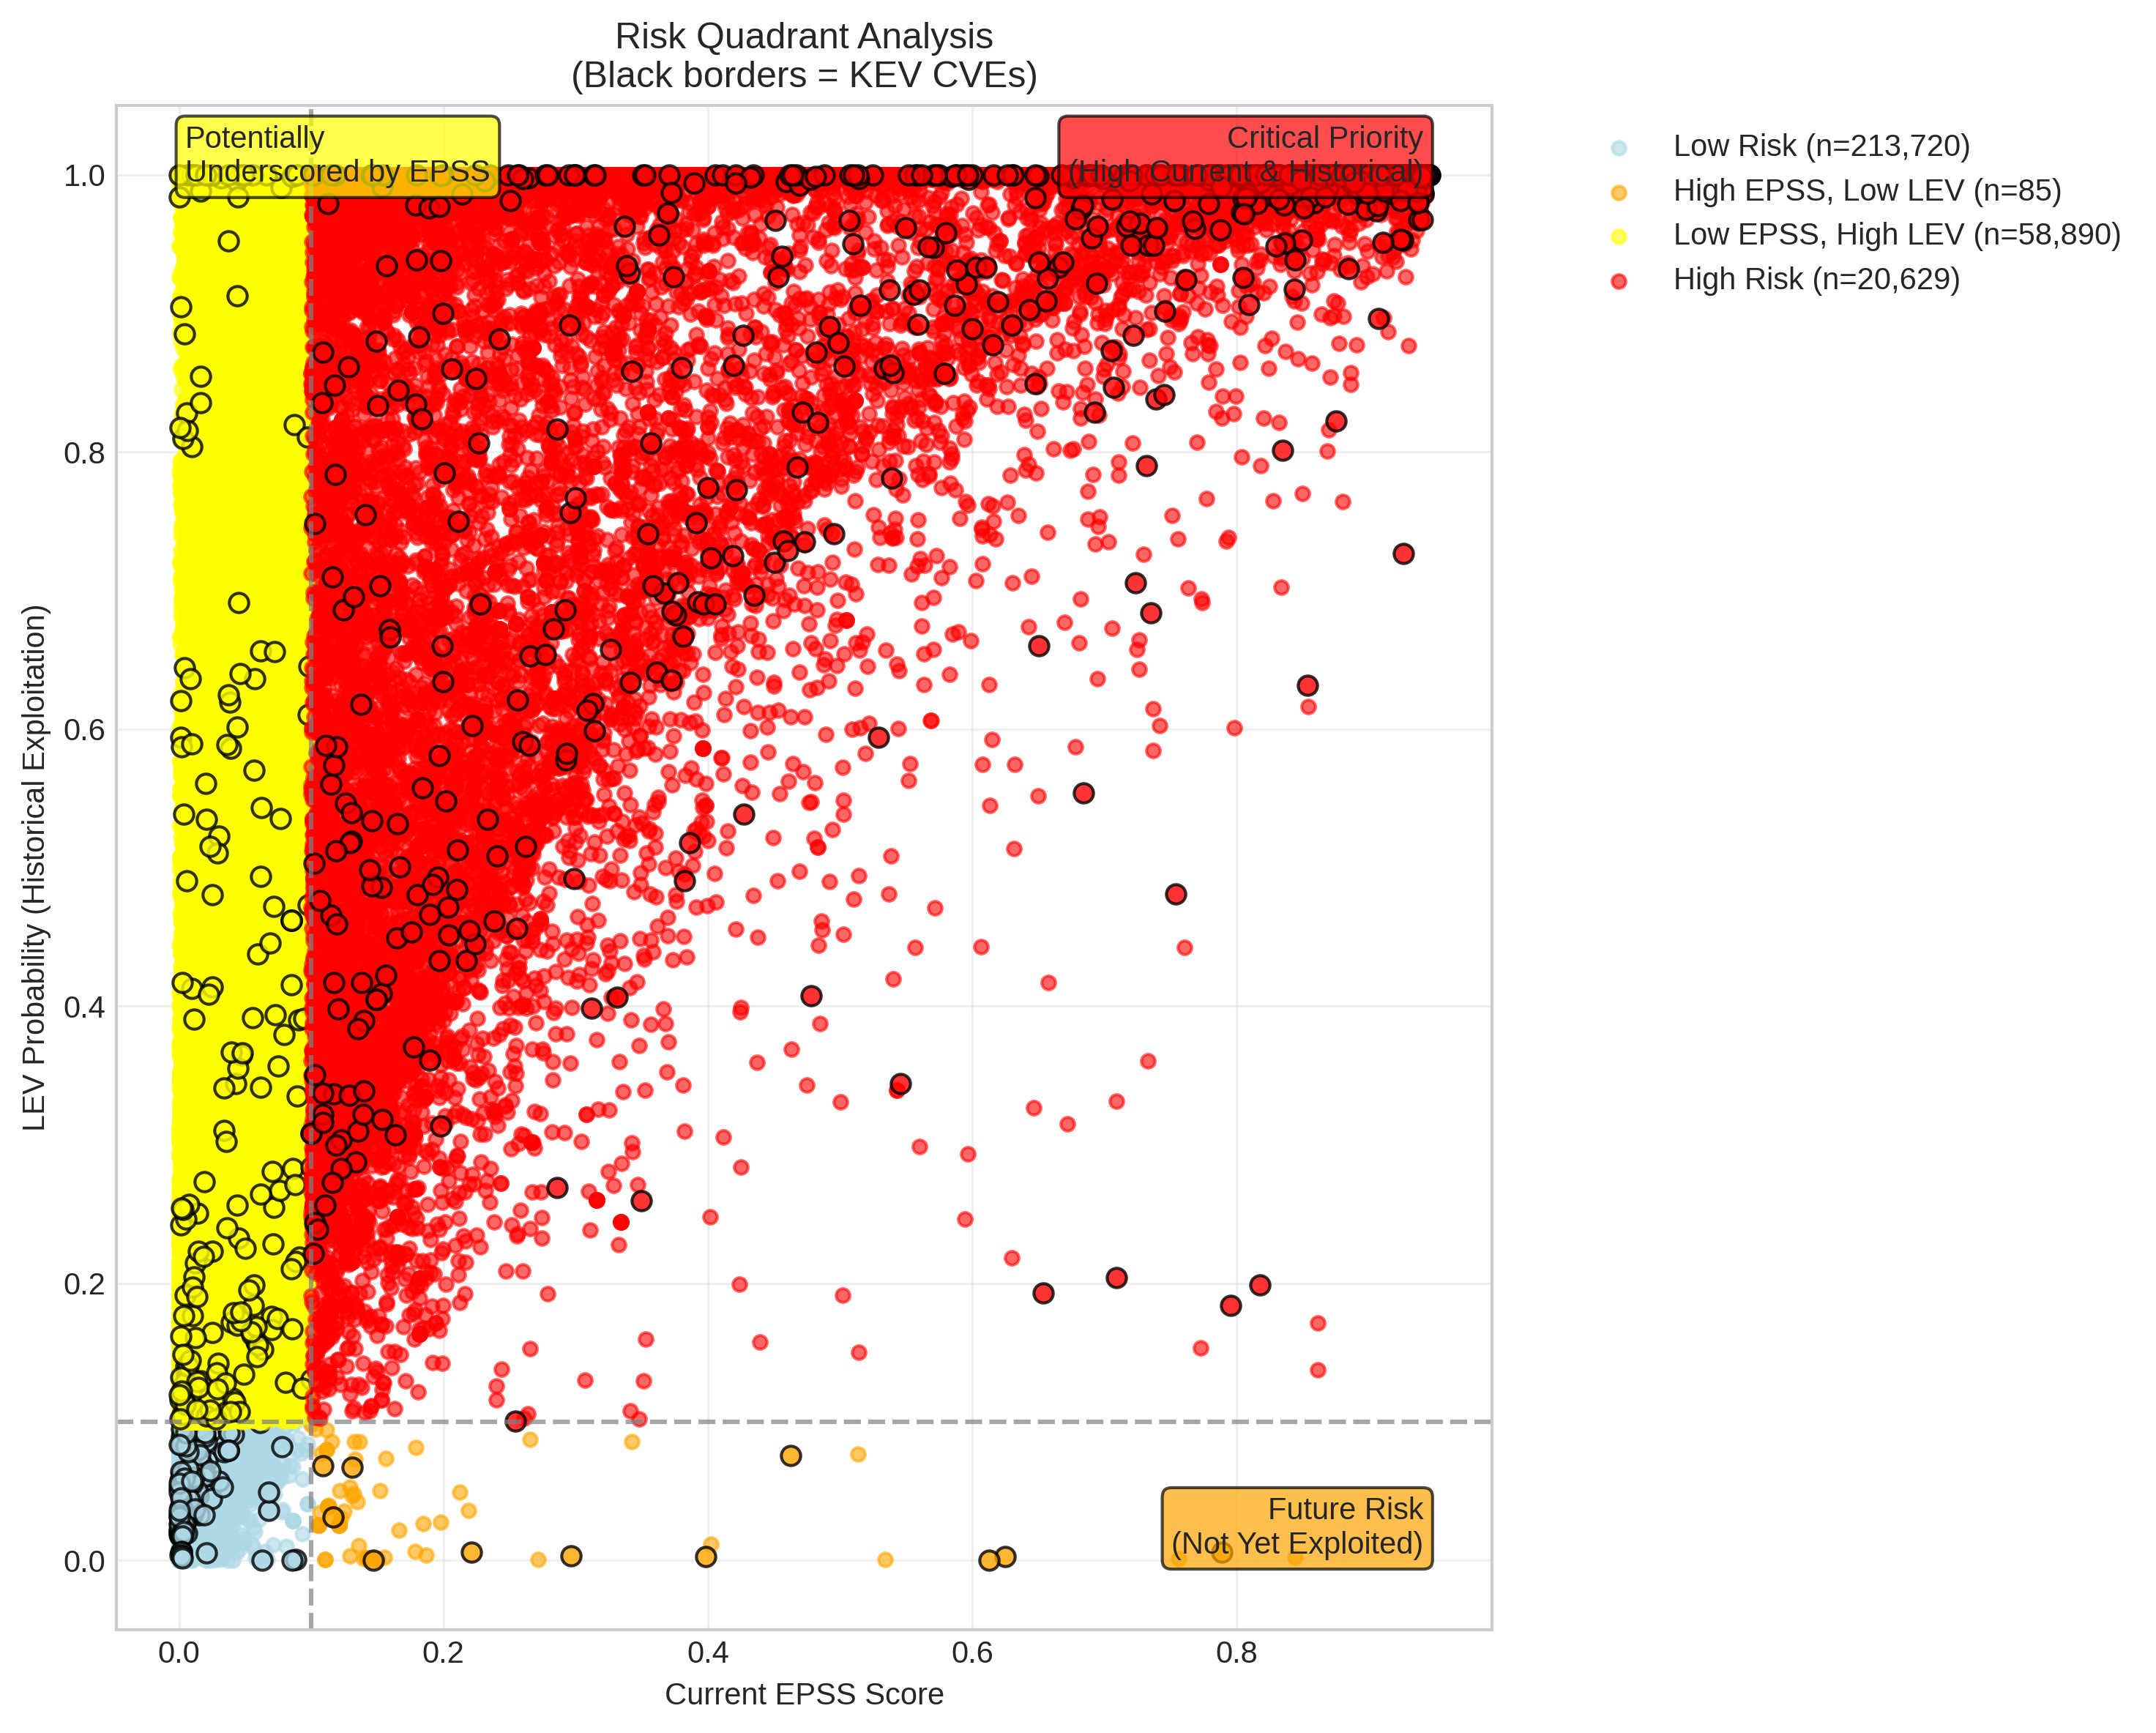 Risk Quadrant Analysis
(Black borders = KEV CVEs)
Potentially
Underscored by EPSS
Critical Priority
(High Current & Historical)
Low Risk (n=213,720)
High EPSS, Low LEV (n=85)
Low EPSS, High LEV (n=58,890)
High Risk (n=20,629)
LEV Probability (Historical Exploitation)
1.0
0.8
0.6
0.4
0.2
0.0
Future Risk
(Not Yet Exploited)
0.0
0.2
0.4
0.6
0.8
Current EPSS Score